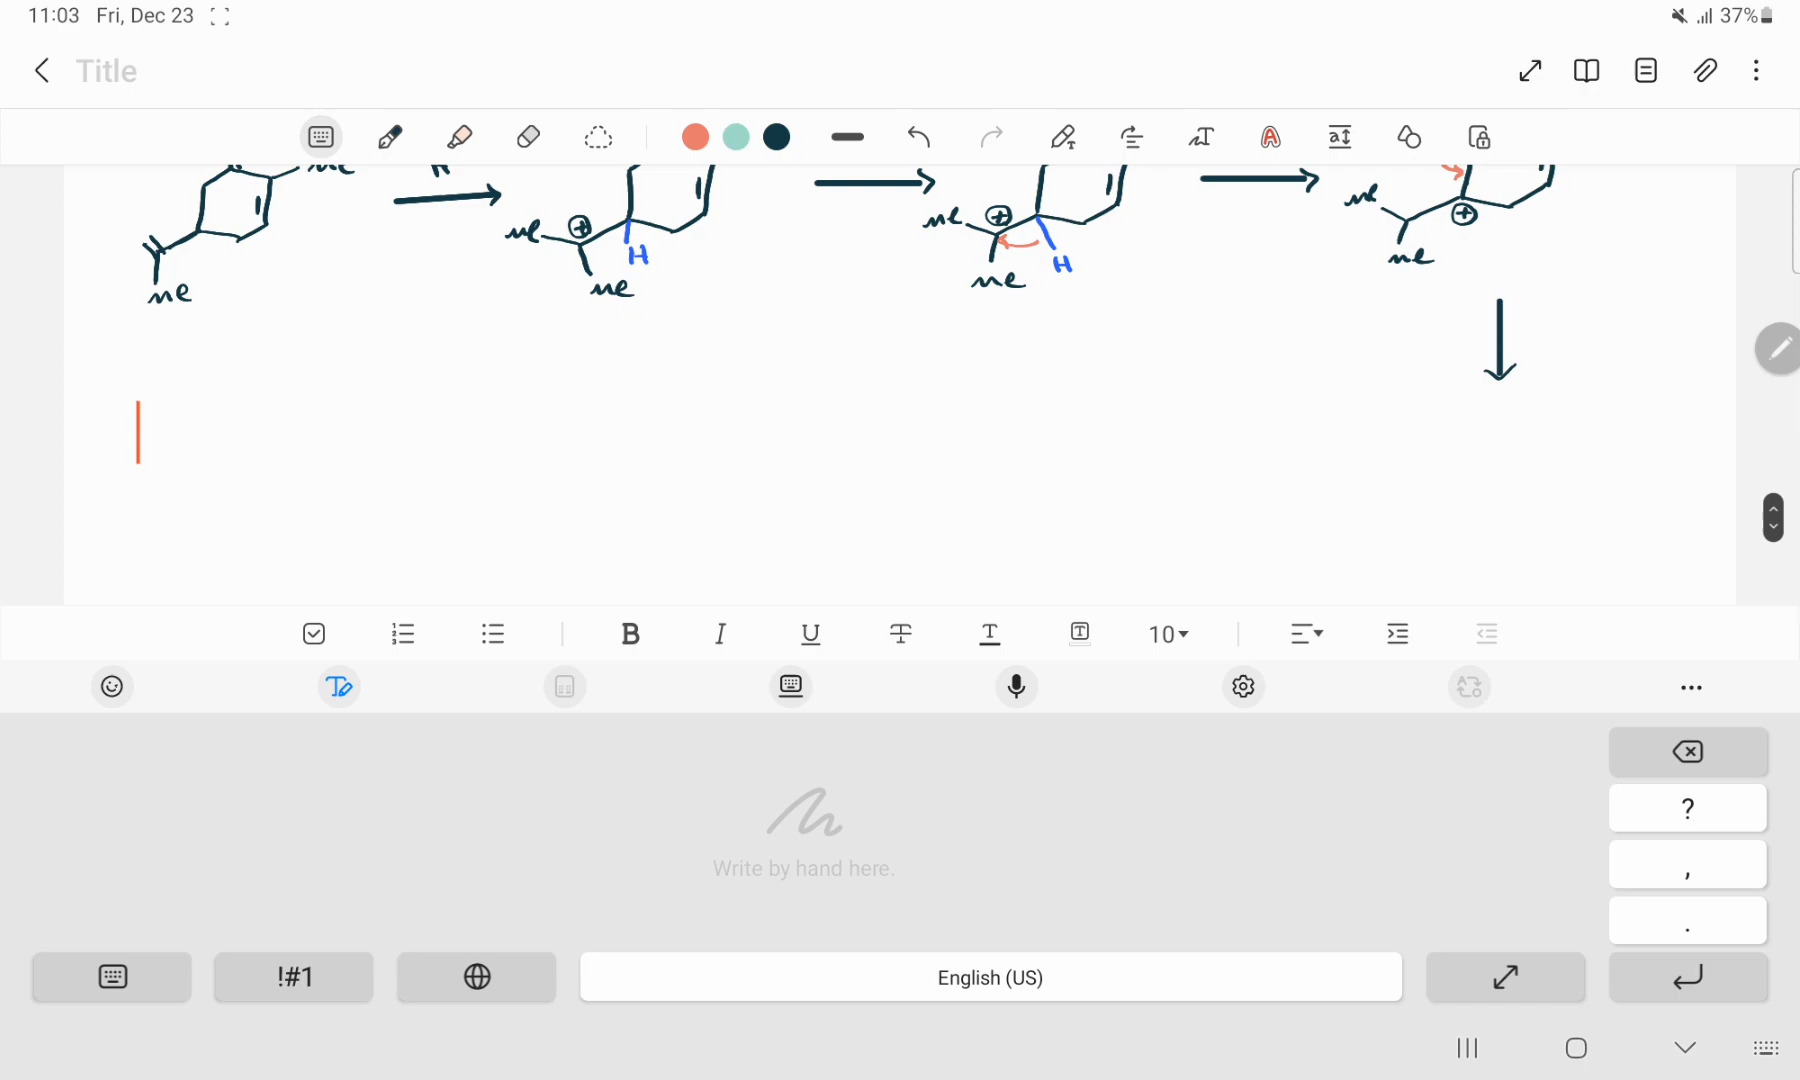 11:03 Fri, Dec 23 37%
Title
me
me H me me H me me me
10
Write by hand here.
?
,
.
!#1 English (US)